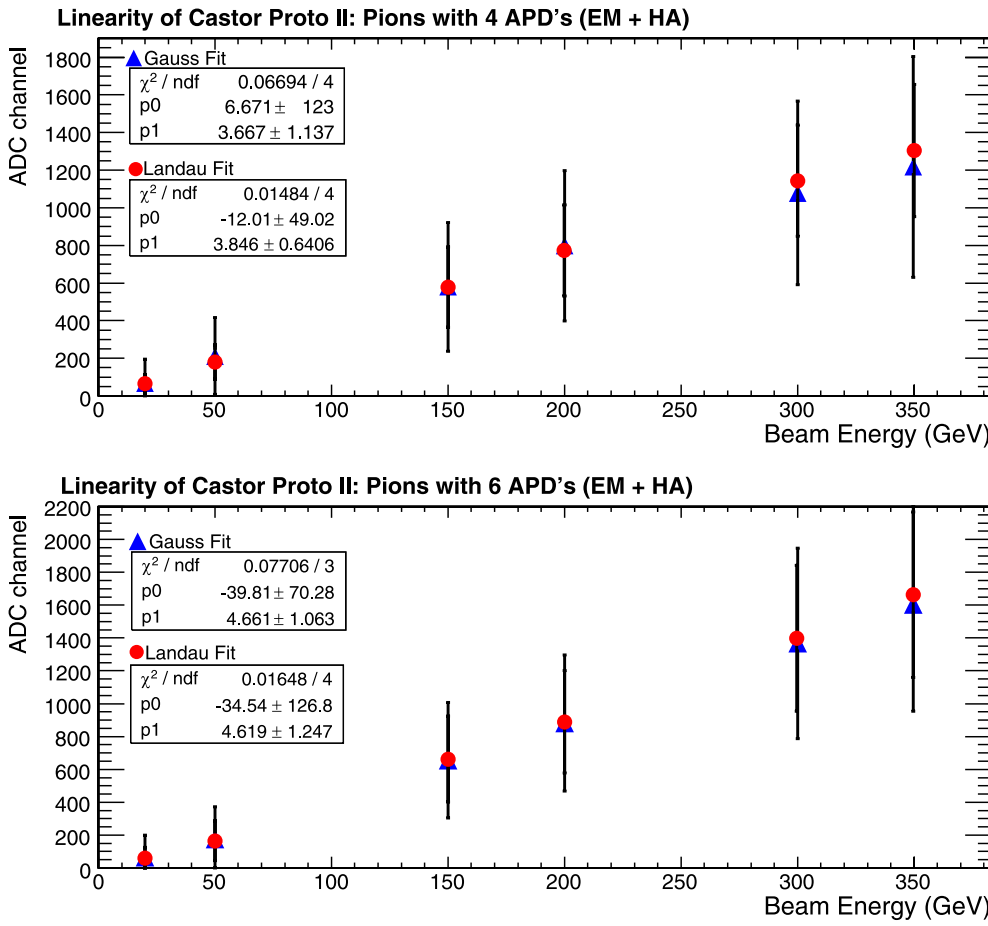 Linearity of Castor Proto II: Pions with 4 APD's (EM + HA)
ADC channel
1800
1600
1400
1200
1000
800
600
400
200
0
Gauss Fit
χ² / ndf 0.06694 / 4
p0 6.671 ± 123
p1 3.667 ± 1.137
Landau Fit
χ² / ndf 0.01484 / 4
p0 -12.01 ± 49.02
p1 3.846 ± 0.6406
0 50 100 150 200 250 300 350
Beam Energy (GeV)
Linearity of Castor Proto II: Pions with 6 APD's (EM + HA)
ADC channel
2200
2000
1800
1600
1400
1200
1000
800
600
400
200
0
Gauss Fit
χ² / ndf 0.07706 / 3
p0 -39.81 ± 70.28
p1 4.661 ± 1.063
Landau Fit
χ² / ndf 0.01648 / 4
p0 -34.54 ± 126.8
p1 4.619 ± 1.247
0 50 100 150 200 250 300 350
Beam Energy (GeV)